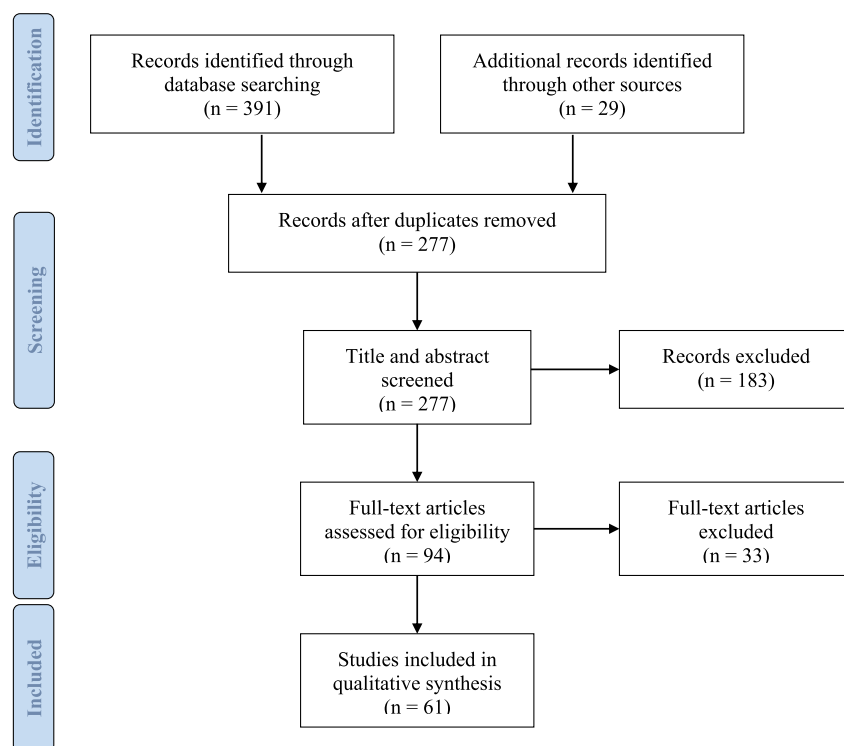 Identification
Records identified through
database searching
(n = 391)
Additional records identified
through other sources
(n = 29)
Screening
Records after duplicates removed
(n = 277)
Title and abstract
screened
(n = 277)
Records excluded
(n = 183)
Eligibility
Full-text articles
assessed for eligibility
(n = 94)
Full-text articles
excluded
(n = 33)
Included
Studies included in
qualitative synthesis
(n = 61)